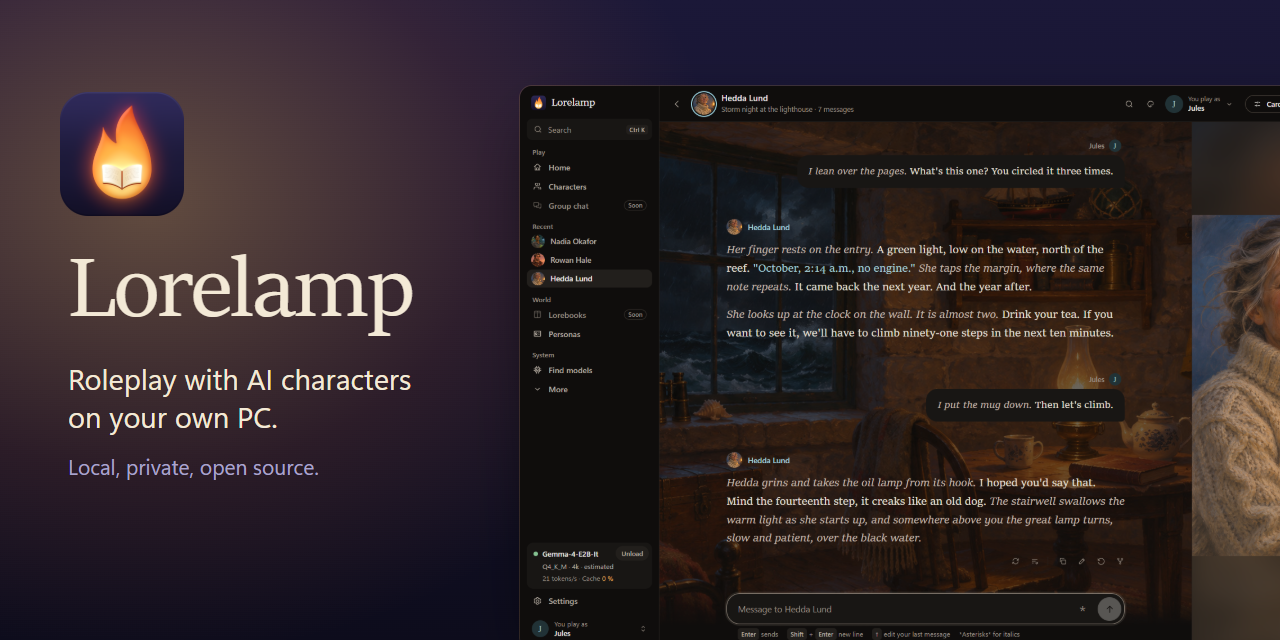 Lorelamp
Roleplay with AI characters
on your own PC.
Local, private, open source.
Lorelamp
Search
Ctrl K
Play
Home
Characters
Group chat
Soon
Recent
Nadia Okafor
Rowan Hale
Hedda Lund
World
Lorebooks
Soon
Personas
System
Find models
More
Gemma-4-E2B-It
Unload
Q4_K_M · 4k · estimated
21 tokens/s · Cache 0 %
Settings
J
You play as
Jules
Hedda Lund
Storm night at the lighthouse · 7 messages
J
You play as
Jules
Jules J
I lean over the pages. What's this one? You circled it three times.
Hedda Lund
Her finger rests on the entry. A green light, low on the water, north of the
reef. "October, 2:14 a.m., no engine." She taps the margin, where the same
note repeats. It came back the next year. And the year after.
She looks up at the clock on the wall. It is almost two. Drink your tea. If you
want to see it, we'll have to climb ninety-one steps in the next ten minutes.
Jules J
I put the mug down. Then let's climb.
Hedda Lund
Hedda grins and takes the oil lamp from its hook. I hoped you'd say that.
Mind the fourteenth step, it creaks like an old dog. The stairwell swallows the
warm light as she starts up, and somewhere above you the great lamp turns,
slow and patient, over the black water.
Message to Hedda Lund
*
Enter sends Shift + Enter new line ↑ edit your last message *Asterisks* for italics